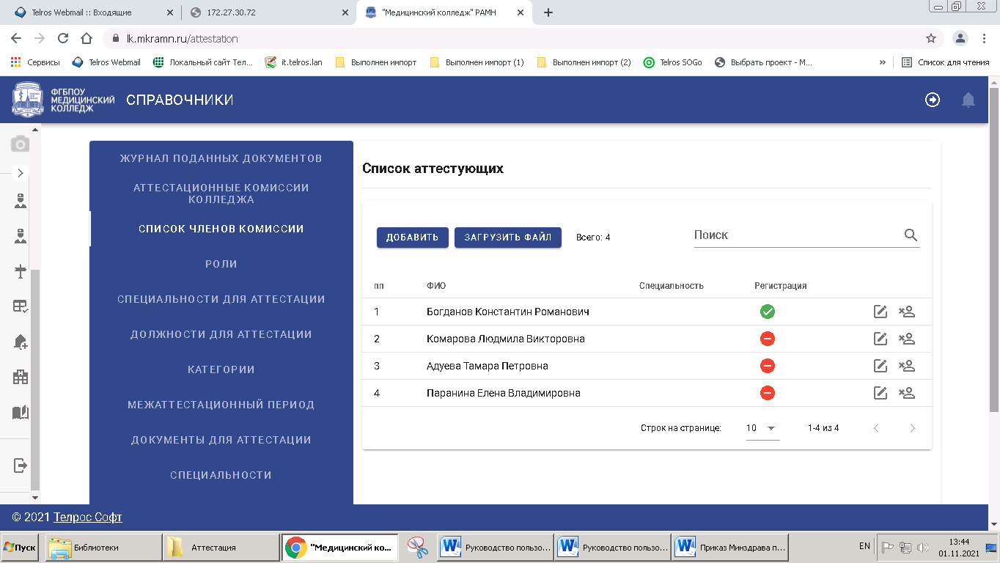 Telros Webmail :: Входящие
172.27.30.72
"Медицинский колледж" РАМН
lk.mkramn.ru/attestation
Сервисы
Telros Webmail
Локальный сайт Тел...
it.telros.lan
Выполнен импорт
Выполнен импорт (1)
Выполнен импорт (2)
Telros SOGo
Выбрать проект - М...
»
Список для чтения
ФГБПОУ
МЕДИЦИНСКИЙ
КОЛЛЕДЖ
СПРАВОЧНИКИ
ЖУРНАЛ ПОДАННЫХ ДОКУМЕНТОВ
АТТЕСТАЦИОННЫЕ КОМИССИИ
КОЛЛЕДЖА
СПИСОК ЧЛЕНОВ КОМИССИИ
РОЛИ
СПЕЦИАЛЬНОСТИ ДЛЯ АТТЕСТАЦИИ
ДОЛЖНОСТИ ДЛЯ АТТЕСТАЦИИ
КАТЕГОРИИ
МЕЖАТТЕСТАЦИОННЫЙ ПЕРИОД
ДОКУМЕНТЫ ДЛЯ АТТЕСТАЦИИ
СПЕЦИАЛЬНОСТИ
Список аттестующих
ДОБАВИТЬ ЗАГРУЗИТЬ ФАЙЛ Всего: 4 Поиск
пп ФИО Специальность Регистрация
1 Богданов Константин Романович
2 Комарова Людмила Викторовна
3 Адуева Тамара Петровна
4 Паранина Елена Владимировна
Строк на странице: 10 1-4 из 4
© 2021 Телрос Софт
Пуск
Библиотеки
Аттестация
"Медицинский ко...
Руководство пользо...
Руководство пользо...
Приказ Минздрава п...
EN
13:44
01.11.2021